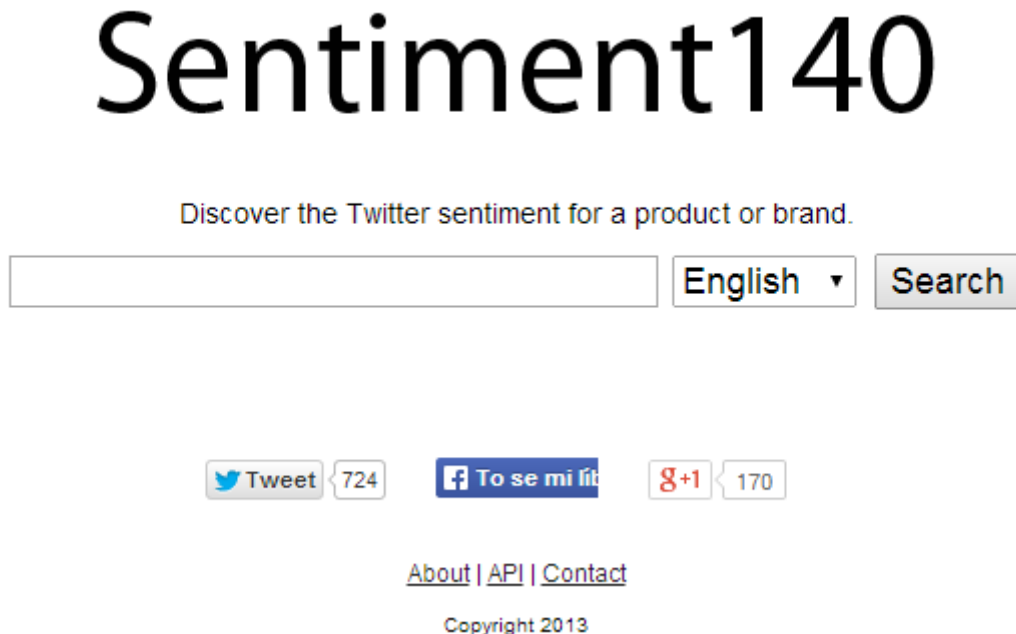 Sentiment140
Discover the Twitter sentiment for a product or brand.
English Search
Tweet 724 To se mi líb g+1 170
About | API | Contact
Copyright 2013